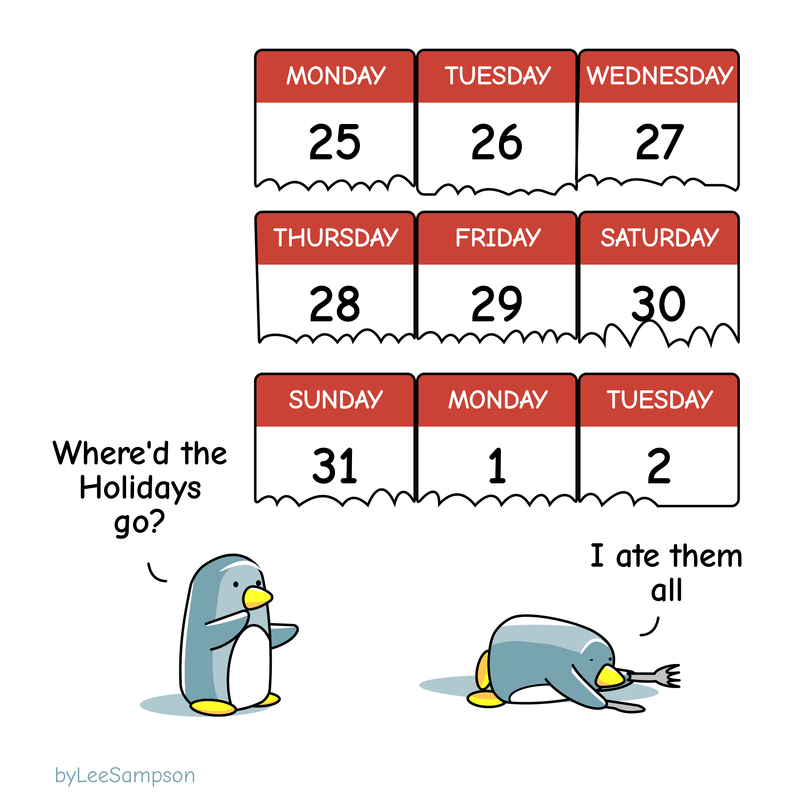 MONDAY TUESDAY WEDNESDAY
25 26 27
THURSDAY FRIDAY SATURDAY
28 29 30
SUNDAY MONDAY TUESDAY
31 1 2
Where'd the
Holidays
go?
I ate them
all
byLeeSampson